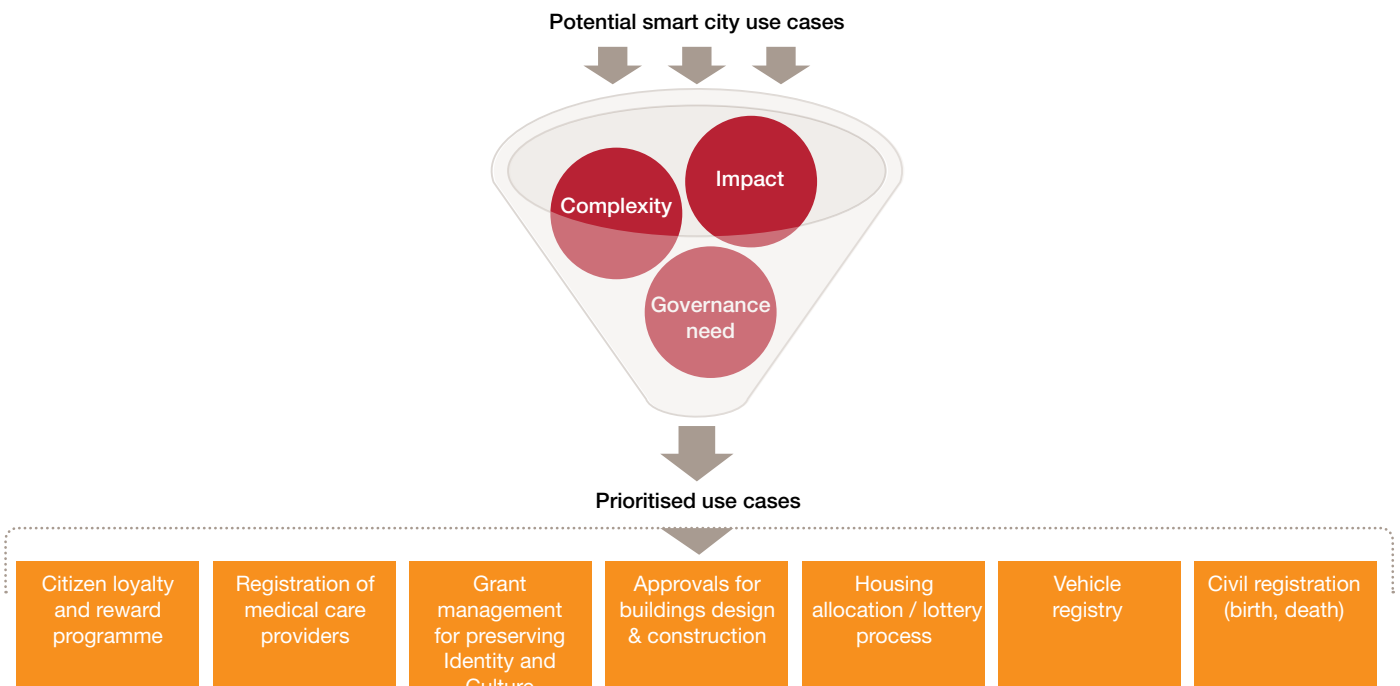 Potential smart city use cases
Impact
Complexity
Governance
need
Prioritised use cases
Citizen loyalty
and reward
programme
Registration of
medical care
providers
Grant
management
for preserving
Identity and
Culture
Approvals for
buildings design
& construction
Housing
allocation / lottery
process
Vehicle
registry
Civil registration
(birth, death)